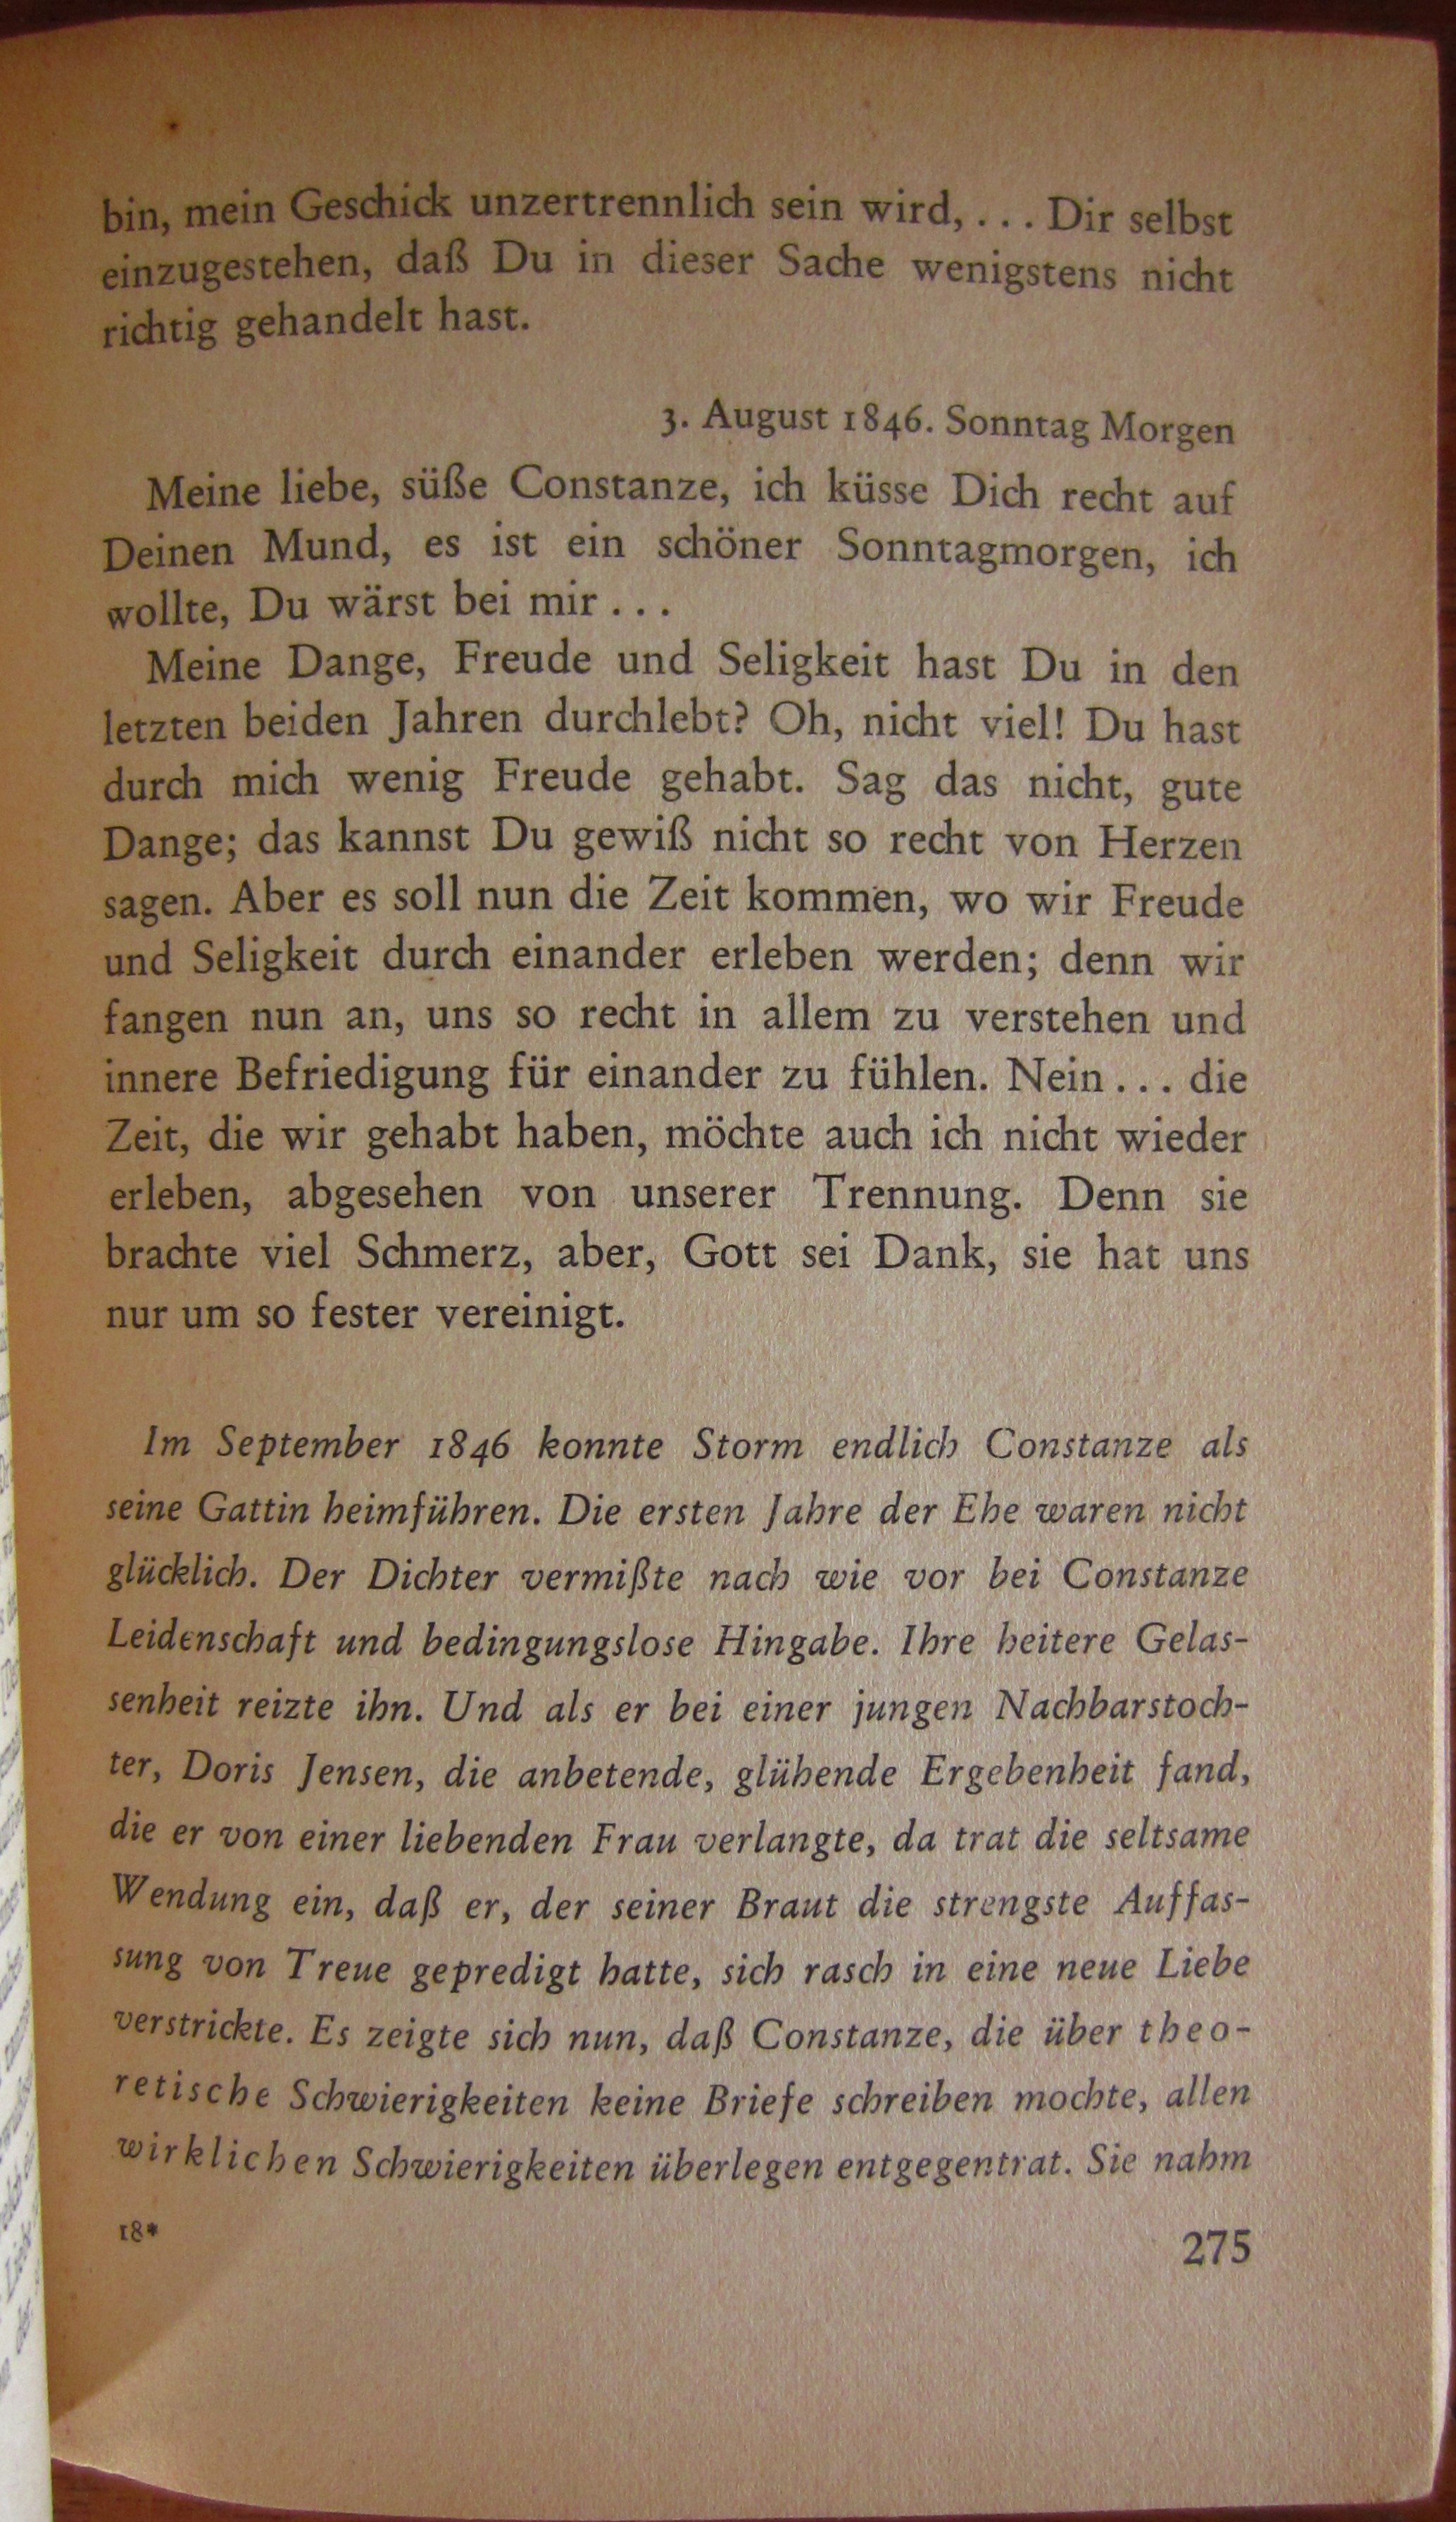 bin, mein Geschick unzertrennlich sein wird, . . . Dir selbst
einzugestehen, daß Du in dieser Sache wenigstens nicht
richtig gehandelt hast.
3. August 1846. Sonntag Morgen
Meine liebe, süße Constanze, ich küsse Dich recht auf
Deinen Mund, es ist ein schöner Sonntagmorgen, ich
wollte, Du wärst bei mir . . .
Meine Dange, Freude und Seligkeit hast Du in den
letzten beiden Jahren durchlebt? Oh, nicht viel! Du hast
durch mich wenig Freude gehabt. Sag das nicht, gute
Dange; das kannst Du gewiß nicht so recht von Herzen
sagen. Aber es soll nun die Zeit kommen, wo wir Freude
und Seligkeit durch einander erleben werden; denn wir
fangen nun an, uns so recht in allem zu verstehen und
innere Befriedigung für einander zu fühlen. Nein . . . die
Zeit, die wir gehabt haben, möchte auch ich nicht wieder
erleben, abgesehen von unserer Trennung. Denn sie
brachte viel Schmerz, aber, Gott sei Dank, sie hat uns
nur um so fester vereinigt.
Im September 1846 konnte Storm endlich Constanze als
seine Gattin heimführen. Die ersten Jahre der Ehe waren nicht
glücklich. Der Dichter vermißte nach wie vor bei Constanze
Leidenschaft und bedingungslose Hingabe. Ihre heitere Gelas-
senheit reizte ihn. Und als er bei einer jungen Nachbarstoch-
ter, Doris Jensen, die anbetende, glühende Ergebenheit fand,
die er von einer liebenden Frau verlangte, da trat die seltsame
Wendung ein, daß er, der seiner Braut die strengste Auffas-
sung von Treue gepredigt hatte, sich rasch in eine neue Liebe
verstrickte. Es zeigte sich nun, daß Constanze, die über theo-
retische Schwierigkeiten keine Briefe schreiben mochte, allen
wirklichen Schwierigkeiten überlegen entgegentrat. Sie nahm
18*
275